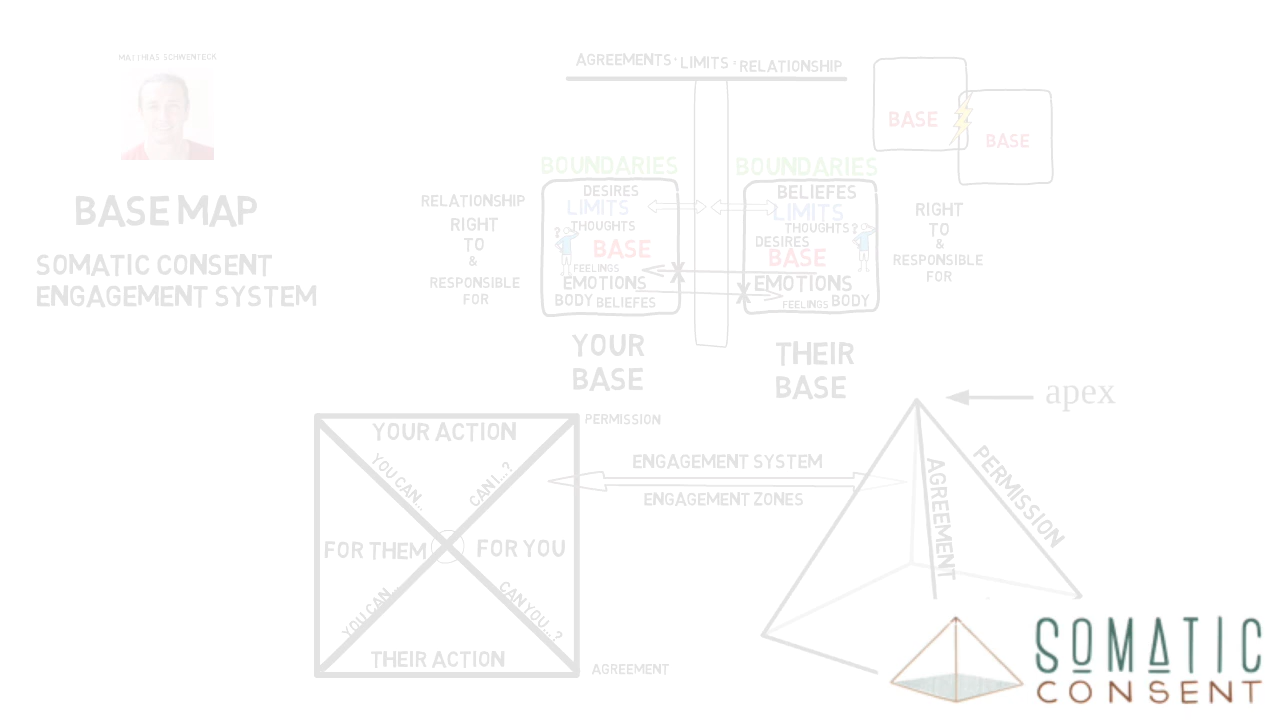 MATTHIAS SCHWENTECK
BASE MAP
SOMATIC CONSENT
ENGAGEMENT SYSTEM
AGREEMENTS · LIMITS · RELATIONSHIP
BASE
BASE
RELATIONSHIP
RIGHT
TO
&
RESPONSIBLE
FOR
BOUNDARIES
DESIRES
LIMITS
THOUGHTS
?
BASE
FEELINGS
EMOTIONS
BODY BELIEFES
X
YOUR
BASE
BOUNDARIES
BELIEFES
LIMITS
THOUGHTS ?
DESIRES
BASE
EMOTIONS
FEELINGS BODY
X
THEIR
BASE
RIGHT
TO
&
RESPONSIBLE
FOR
PERMISSION
YOUR ACTION
YOU CAN...
CAN I...?
FOR THEM
FOR YOU
YOU CAN...
CAN YOU...?
THEIR ACTION
AGREEMENT
ENGAGEMENT SYSTEM
ENGAGEMENT ZONES
apex
AGREEMENT
PERMISSION
SOMATIC
CONSENT